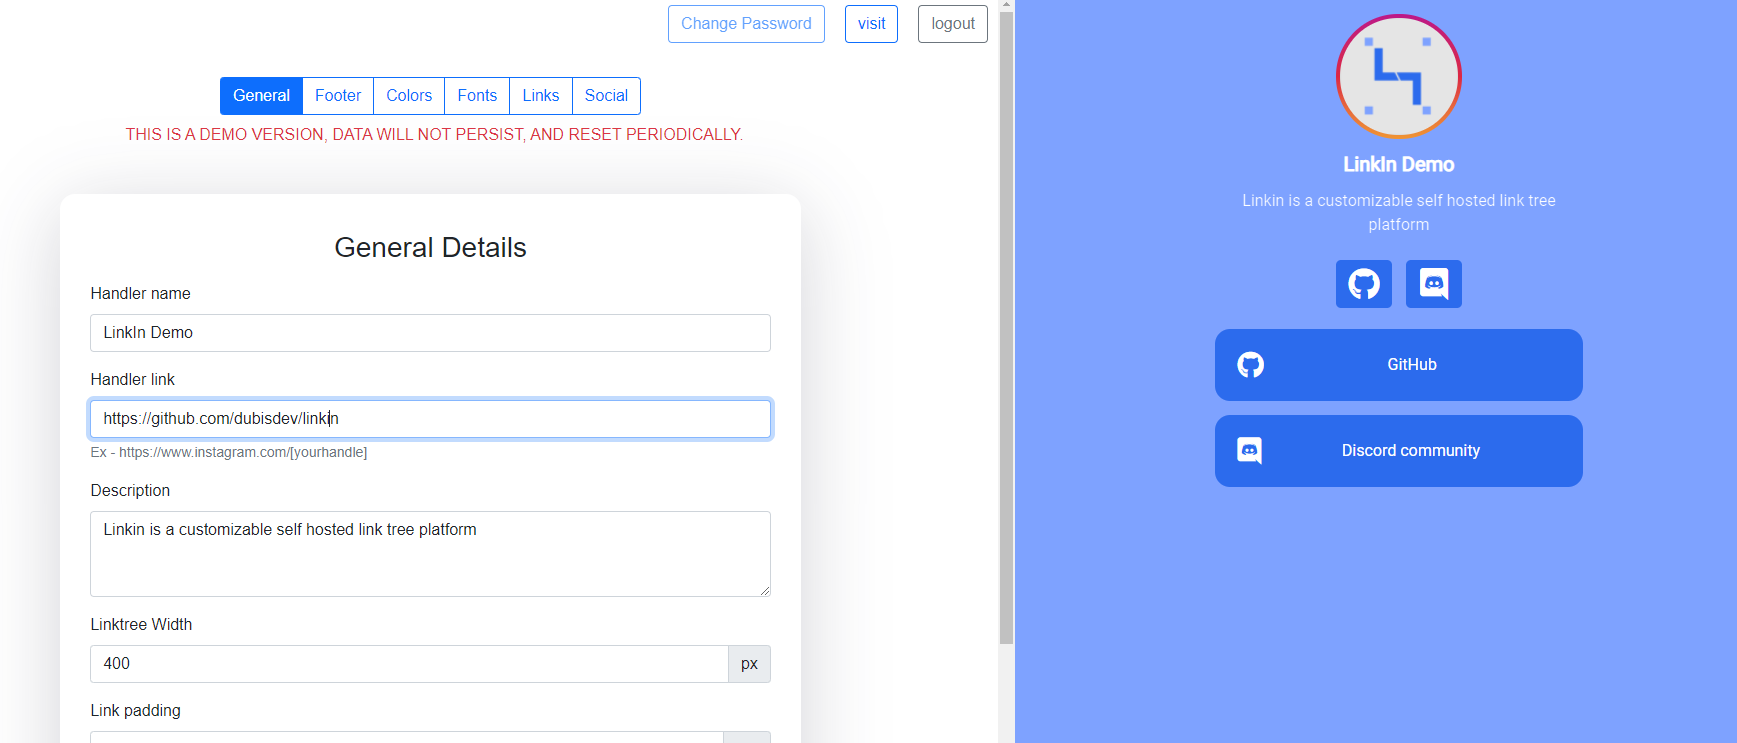 Change Password visit logout
General Footer Colors Fonts Links Social
THIS IS A DEMO VERSION, DATA WILL NOT PERSIST, AND RESET PERIODICALLY.
General Details
Handler name
LinkIn Demo
Handler link
https://github.com/dubisdev/linkin
Ex - https://www.instagram.com/[yourhandle]
Description
Linkin is a customizable self hosted link tree platform
Linktree Width
400 px
Link padding
LinkIn Demo
Linkin is a customizable self hosted link tree
platform
GitHub
Discord community